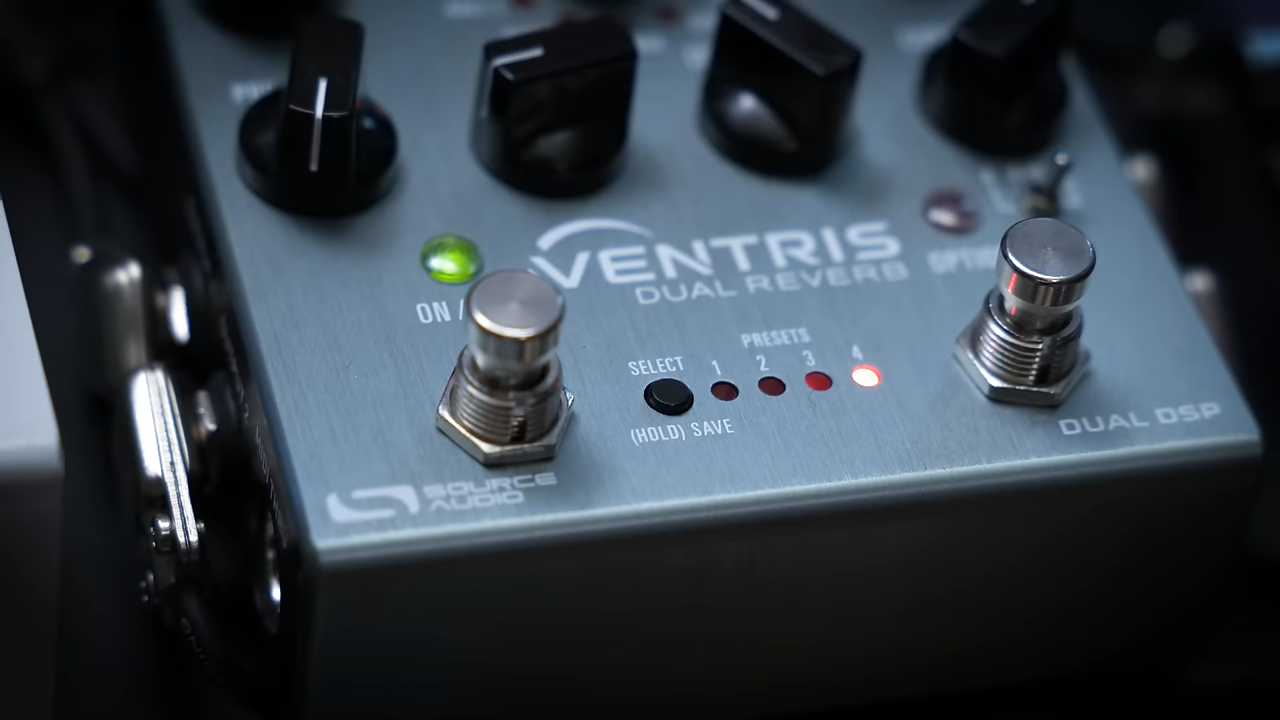 VENTRIS
DUAL REVERB
ON /
PRESETS
SELECT 1 2 3 4
(HOLD) SAVE
DUAL DSP
SOURCE
AUDIO